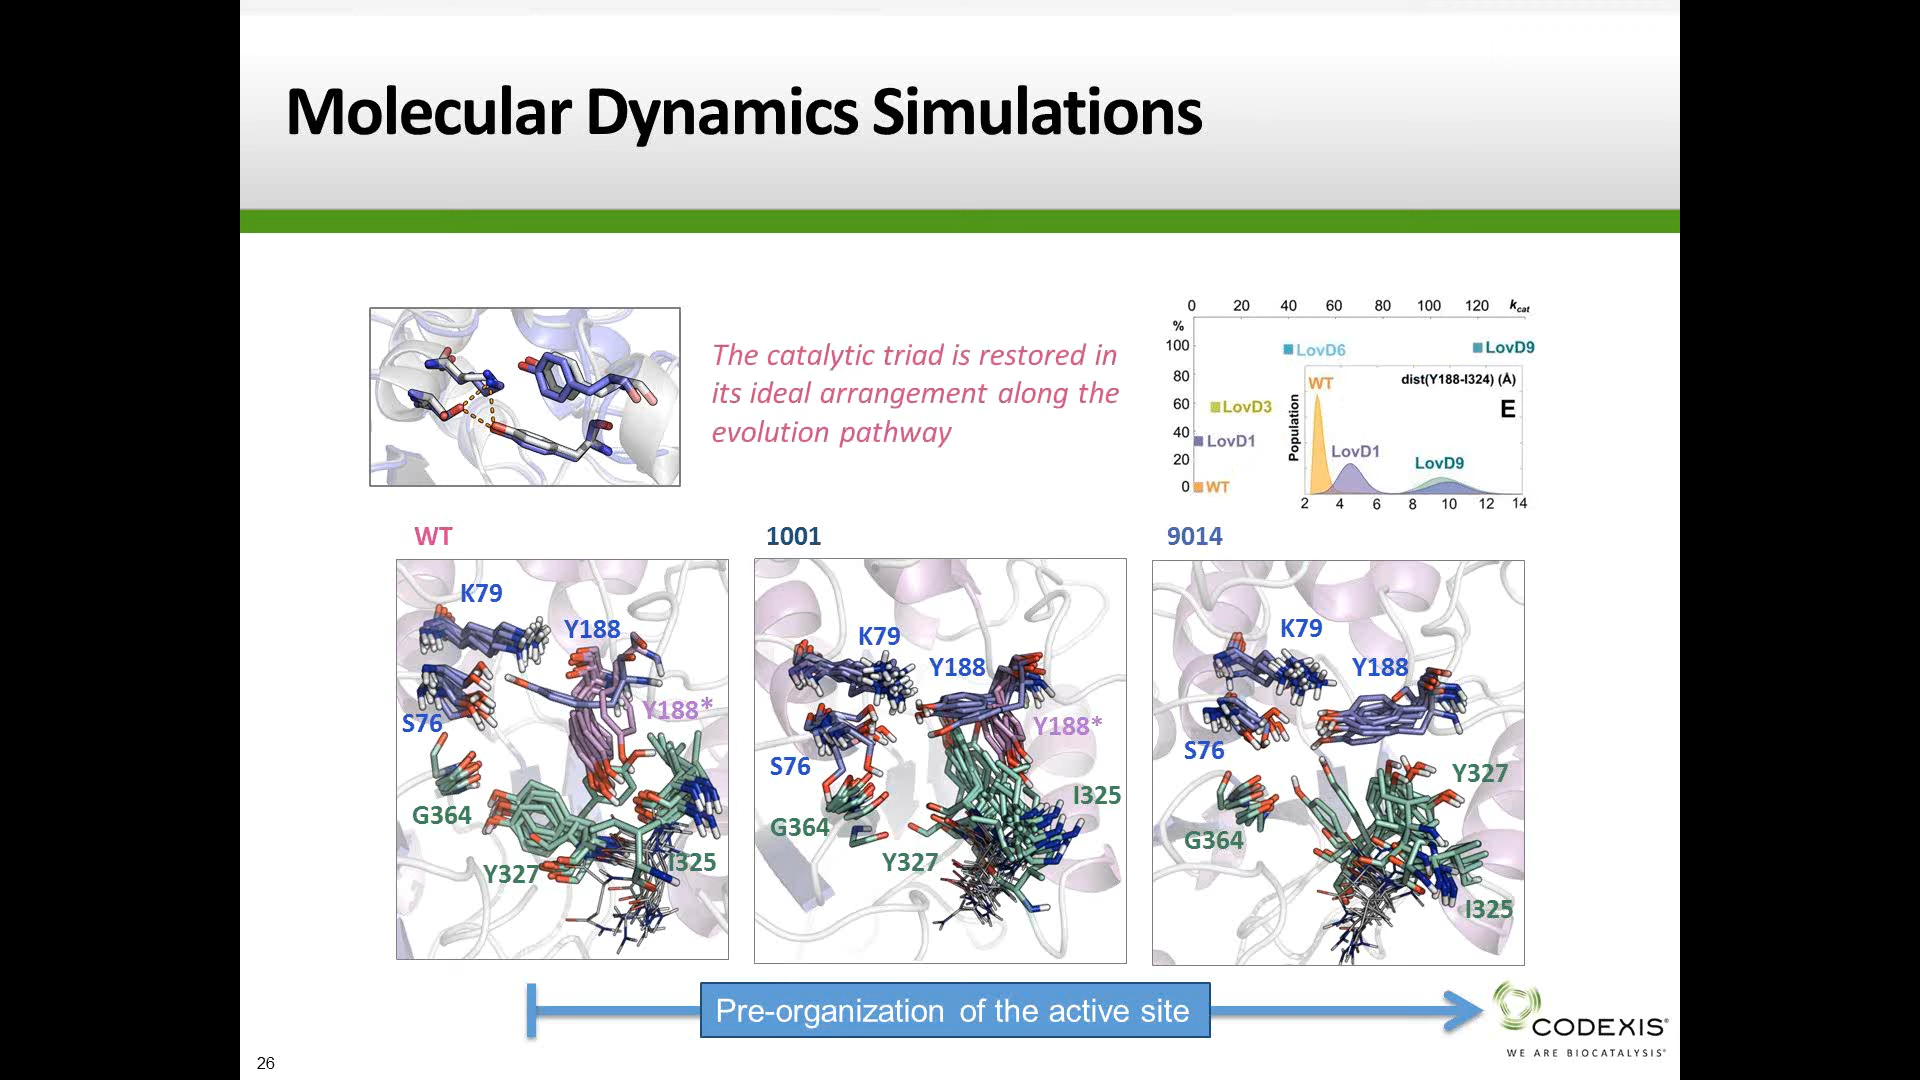 Molecular Dynamics Simulations
The catalytic triad is restored in
its ideal arrangement along the
evolution pathway
0 20 40 60 80 100 120 kcat
%
100
80
60
40
20
0
LovD6
LovD9
LovD3
LovD1
WT
WT
dist(Y188-I324) (Å)
E
Population
LovD1
LovD9
2 4 6 8 10 12 14
WT
K79
Y188
Y188*
S76
G364
Y327
I325
1001
K79
Y188
Y188*
S76
I325
G364
Y327
9014
K79
Y188
S76
Y327
G364
I325
Pre-organization of the active site
CODEXIS®
WE ARE BIOCATALYSIS®
26